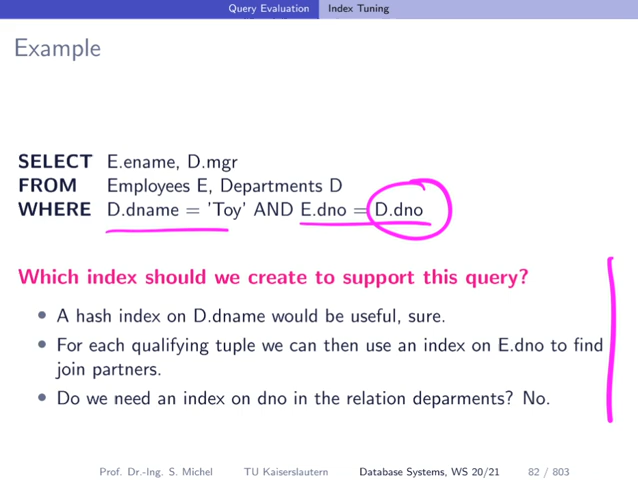 Query Evaluation Index Tuning
Example
SELECT E.ename, D.mgr
FROM Employees E, Departments D
WHERE D.dname = 'Toy' AND E.dno = D.dno
Which index should we create to support this query?
• A hash index on D.dname would be useful, sure.
• For each qualifying tuple we can then use an index on E.dno to find
join partners.
• Do we need an index on dno in the relation deparments? No.
Prof. Dr.-Ing. S. Michel TU Kaiserslautern Database Systems, WS 20/21 82 / 803